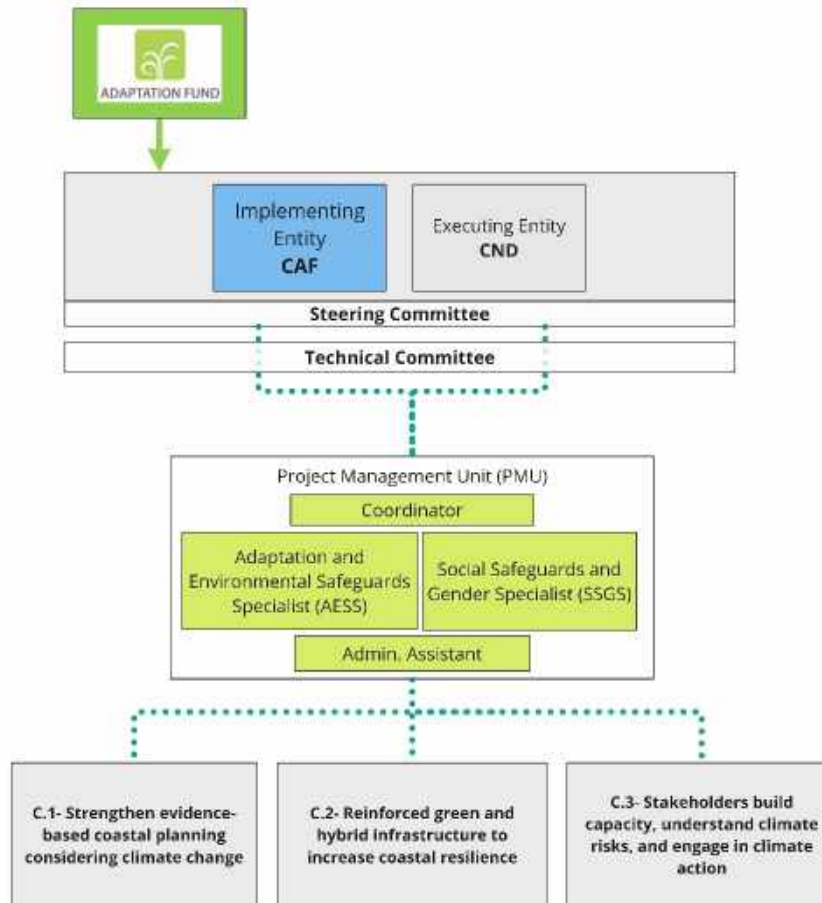 ADAPTATION FUND
Implementing
Entity
CAF
Executing Entity
CND
Steering Committee
Technical Committee
Project Management Unit (PMU)
Coordinator
Adaptation and
Environmental Safeguards
Specialist (AESS)
Social Safeguards and
Gender Specialist (SSGS)
Admin. Assistant
C.1- Strengthen evidence-
based coastal planning
considering climate change
C.2- Reinforced green and
hybrid infrastructure to
increase coastal resilience
C.3- Stakeholders build
capacity, understand climate
risks, and engage in climate
action